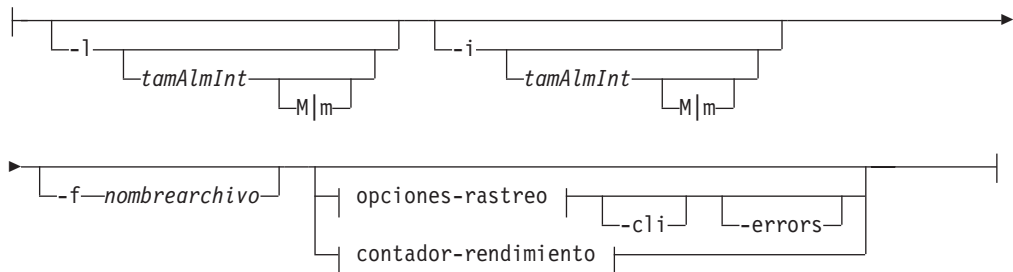 -l -i
tamAlmInt tamAlmInt
M|m M|m
-f nombrearchivo opciones-rastreo
-cli -errors
contador-rendimiento